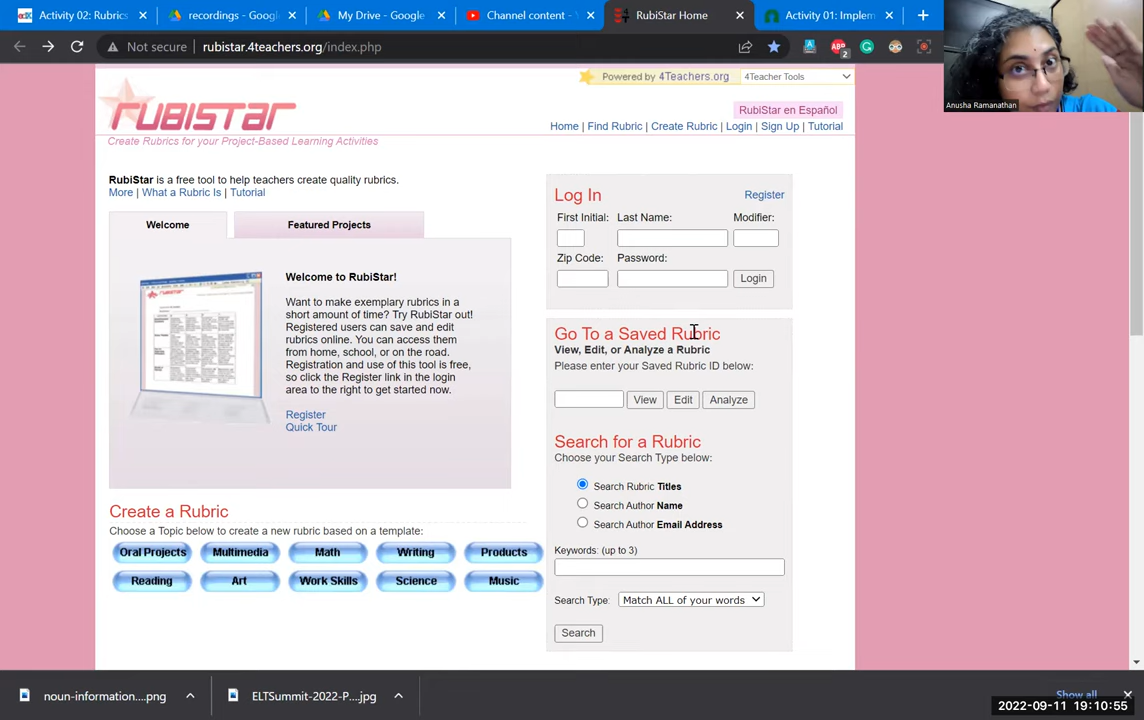 Activity 02: Rubrics
recordings - Googl
My Drive - Google
Channel content - Y
RubiStar Home
Activity 01: Implem
Not secure
rubistar.4teachers.org/index.php
2
Anusha Ramanathan
Powered by 4Teachers.org
4Teacher Tools
RUBISTAR
RubiStar en Español
Home | Find Rubric | Create Rubric | Login | Sign Up | Tutorial
Create Rubrics for your Project-Based Learning Activities
RubiStar is a free tool to help teachers create quality rubrics.
More | What a Rubric Is | Tutorial
Welcome
Featured Projects
Welcome to RubiStar!
Want to make exemplary rubrics in a
short amount of time? Try RubiStar out!
Registered users can save and edit
rubrics online. You can access them
from home, school, or on the road.
Registration and use of this tool is free,
so click the Register link in the login
area to the right to get started now.
Register
Quick Tour
Log In
Register
First Initial:
Last Name:
Modifier:
Zip Code:
Password:
Login
Go To a Saved Rubric
View, Edit, or Analyze a Rubric
Please enter your Saved Rubric ID below:
View
Edit
Analyze
Search for a Rubric
Choose your Search Type below:
Search Rubric Titles
Search Author Name
Search Author Email Address
Keywords: (up to 3)
Search Type:
Match ALL of your words
Search
Create a Rubric
Choose a Topic below to create a new rubric based on a template:
Oral Projects
Multimedia
Math
Writing
Products
Reading
Art
Work Skills
Science
Music
noun-information....png
ELTSummit-2022-P....jpg
Show all
2022-09-11 19:10:55